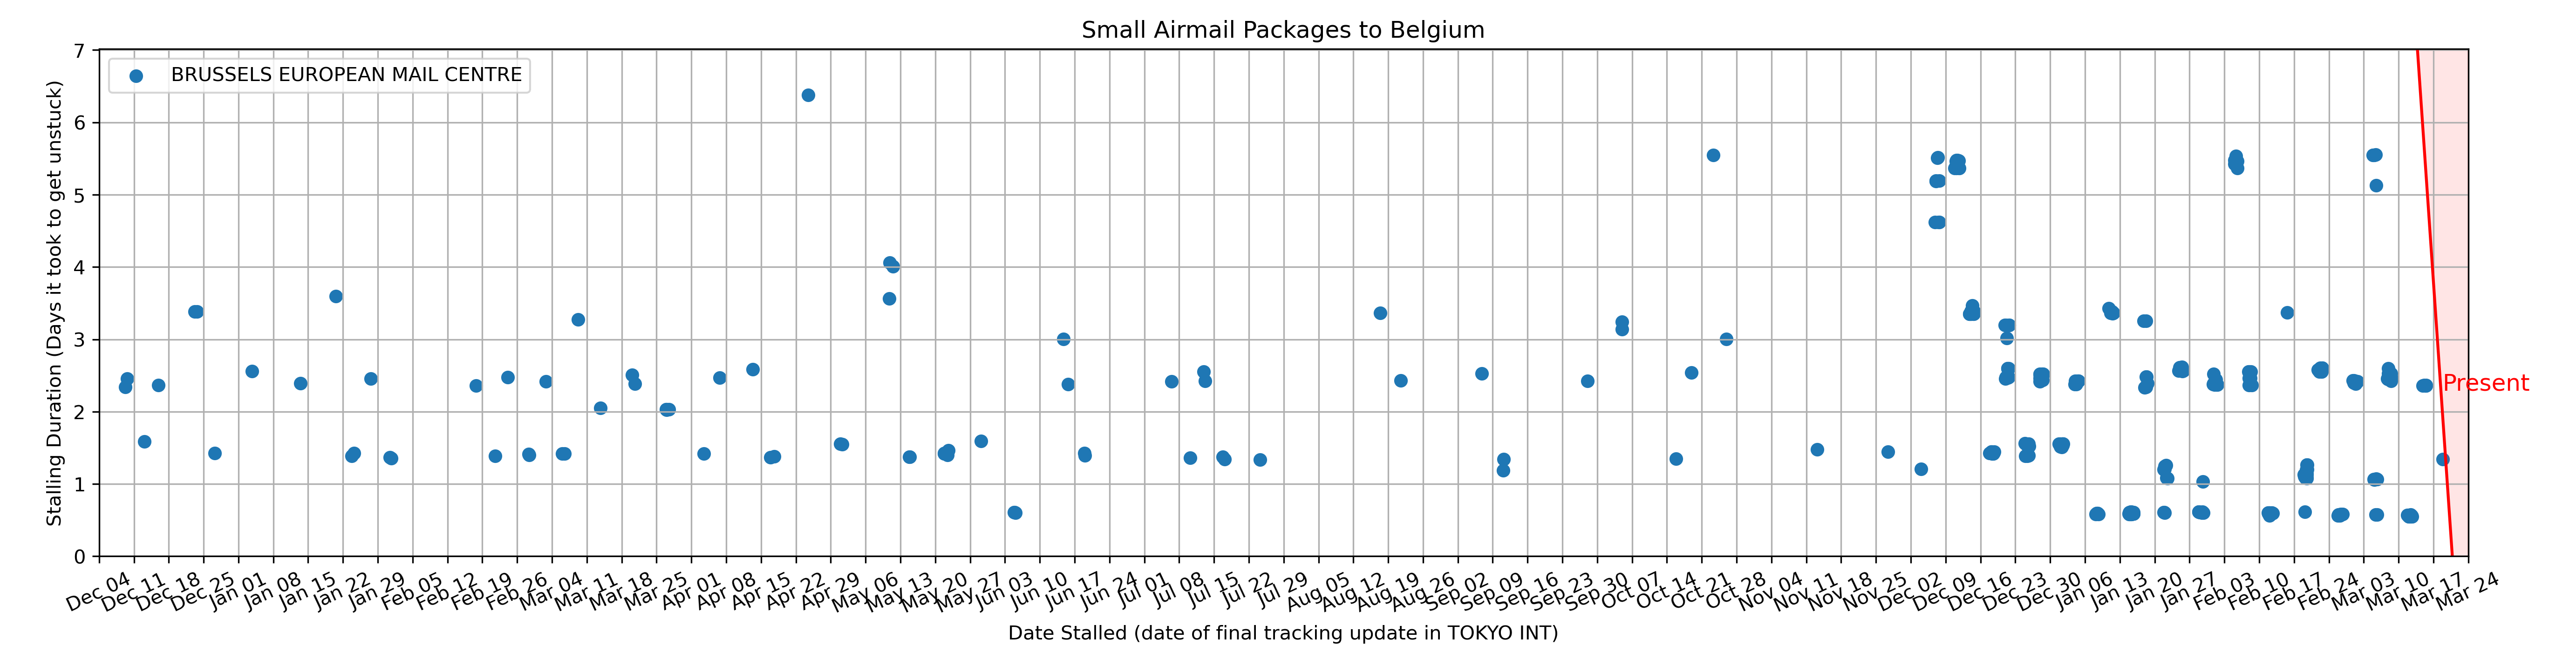 Small Airmail Packages to Belgium
BRUSSELS EUROPEAN MAIL CENTRE
Stalling Duration (Days it took to get unstuck)
7
6
5
4
3
2
1
0
Present
Dec 04 Dec 11 Dec 18 Dec 25 Jan 01 Jan 08 Jan 15 Jan 22 Jan 29 Feb 05 Feb 12 Feb 19 Feb 26 Mar 04 Mar 11 Mar 18 Mar 25 Apr 01 Apr 08 Apr 15 Apr 22 Apr 29 May 06 May 13 May 20 May 27 Jun 03 Jun 10 Jun 17 Jun 24 Jul 01 Jul 08 Jul 15 Jul 22 Jul 29 Aug 05 Aug 12 Aug 19 Aug 26 Sep 02 Sep 09 Sep 16 Sep 23 Sep 30 Oct 07 Oct 14 Oct 21 Oct 28 Nov 04 Nov 11 Nov 18 Nov 25 Dec 02 Dec 09 Dec 16 Dec 23 Dec 30 Jan 06 Jan 13 Jan 20 Jan 27 Feb 03 Feb 10 Feb 17 Feb 24 Mar 03 Mar 10 Mar 17 Mar 24
Date Stalled (date of final tracking update in TOKYO INT)